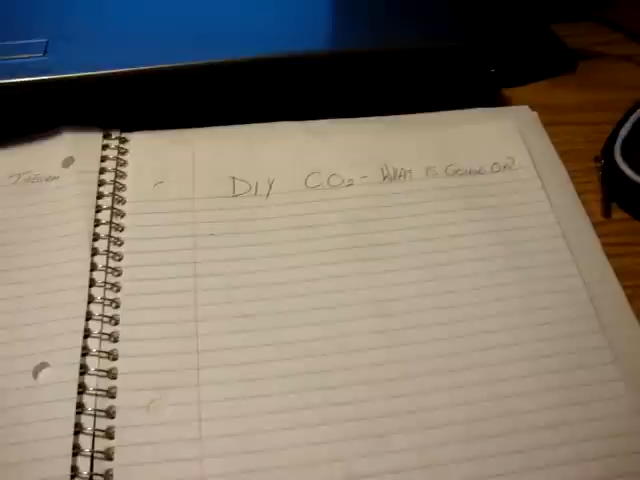 DIY CO₂ - WHAT IS GOING ON?